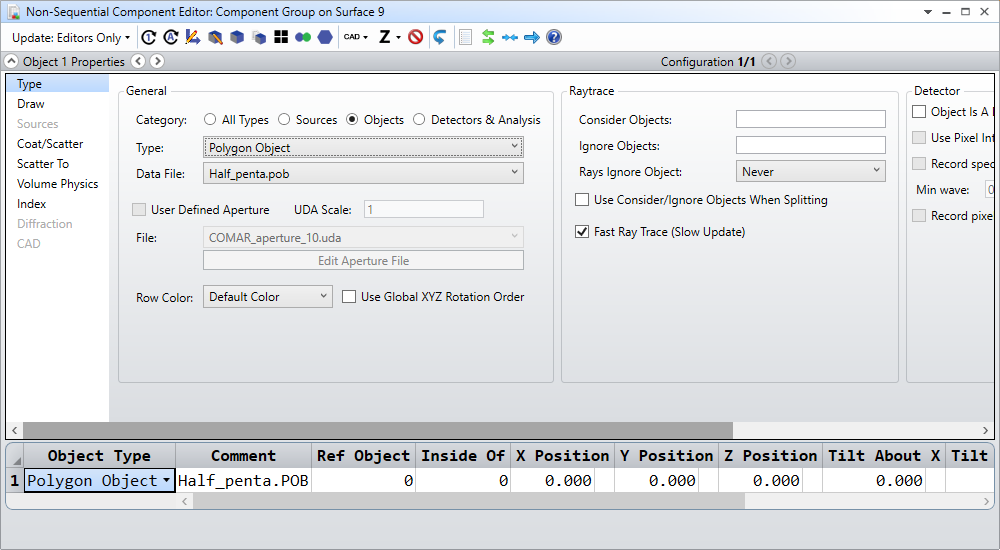 Non-Sequential Component Editor: Component Group on Surface 9
Update: Editors Only
CAD
Z
Object 1 Properties
Configuration 1/1
Type
Draw
Sources
Coat/Scatter
Scatter To
Volume Physics
Index
Diffraction
CAD
General
Category: All Types Sources Objects Detectors & Analysis
Type: Polygon Object
Data File: Half_penta.pob
User Defined Aperture UDA Scale: 1
File: COMAR_aperture_10.uda
Edit Aperture File
Row Color: Default Color Use Global XYZ Rotation Order
Raytrace
Consider Objects:
Ignore Objects:
Rays Ignore Object: Never
Use Consider/Ignore Objects When Splitting
Fast Ray Trace (Slow Update)
Detector
Object Is A
Use Pixel Int
Record spec
Min wave: 0
Record pixe
Object Type Comment Ref Object Inside Of X Position Y Position Z Position Tilt About X Tilt
1 Polygon Object Half_penta.POB 0 0 0.000 0.000 0.000 0.000